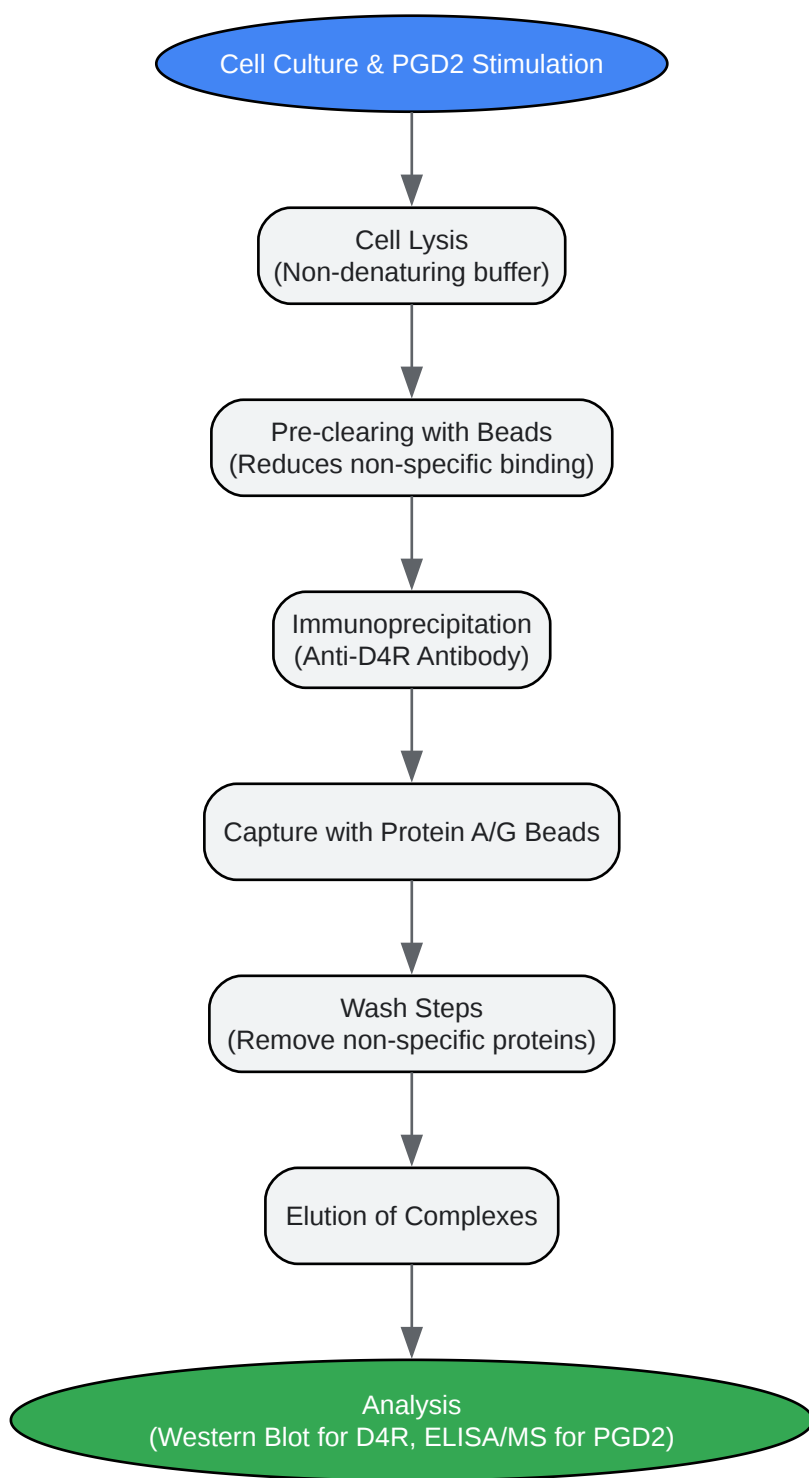 Cell Culture & PGD2 Stimulation
Cell Lysis
(Non-denaturing buffer)
Pre-clearing with Beads
(Reduces non-specific binding)
Immunoprecipitation
(Anti-D4R Antibody)
Capture with Protein A/G Beads
Wash Steps
(Remove non-specific proteins)
Elution of Complexes
Analysis
(Western Blot for D4R, ELISA/MS for PGD2)